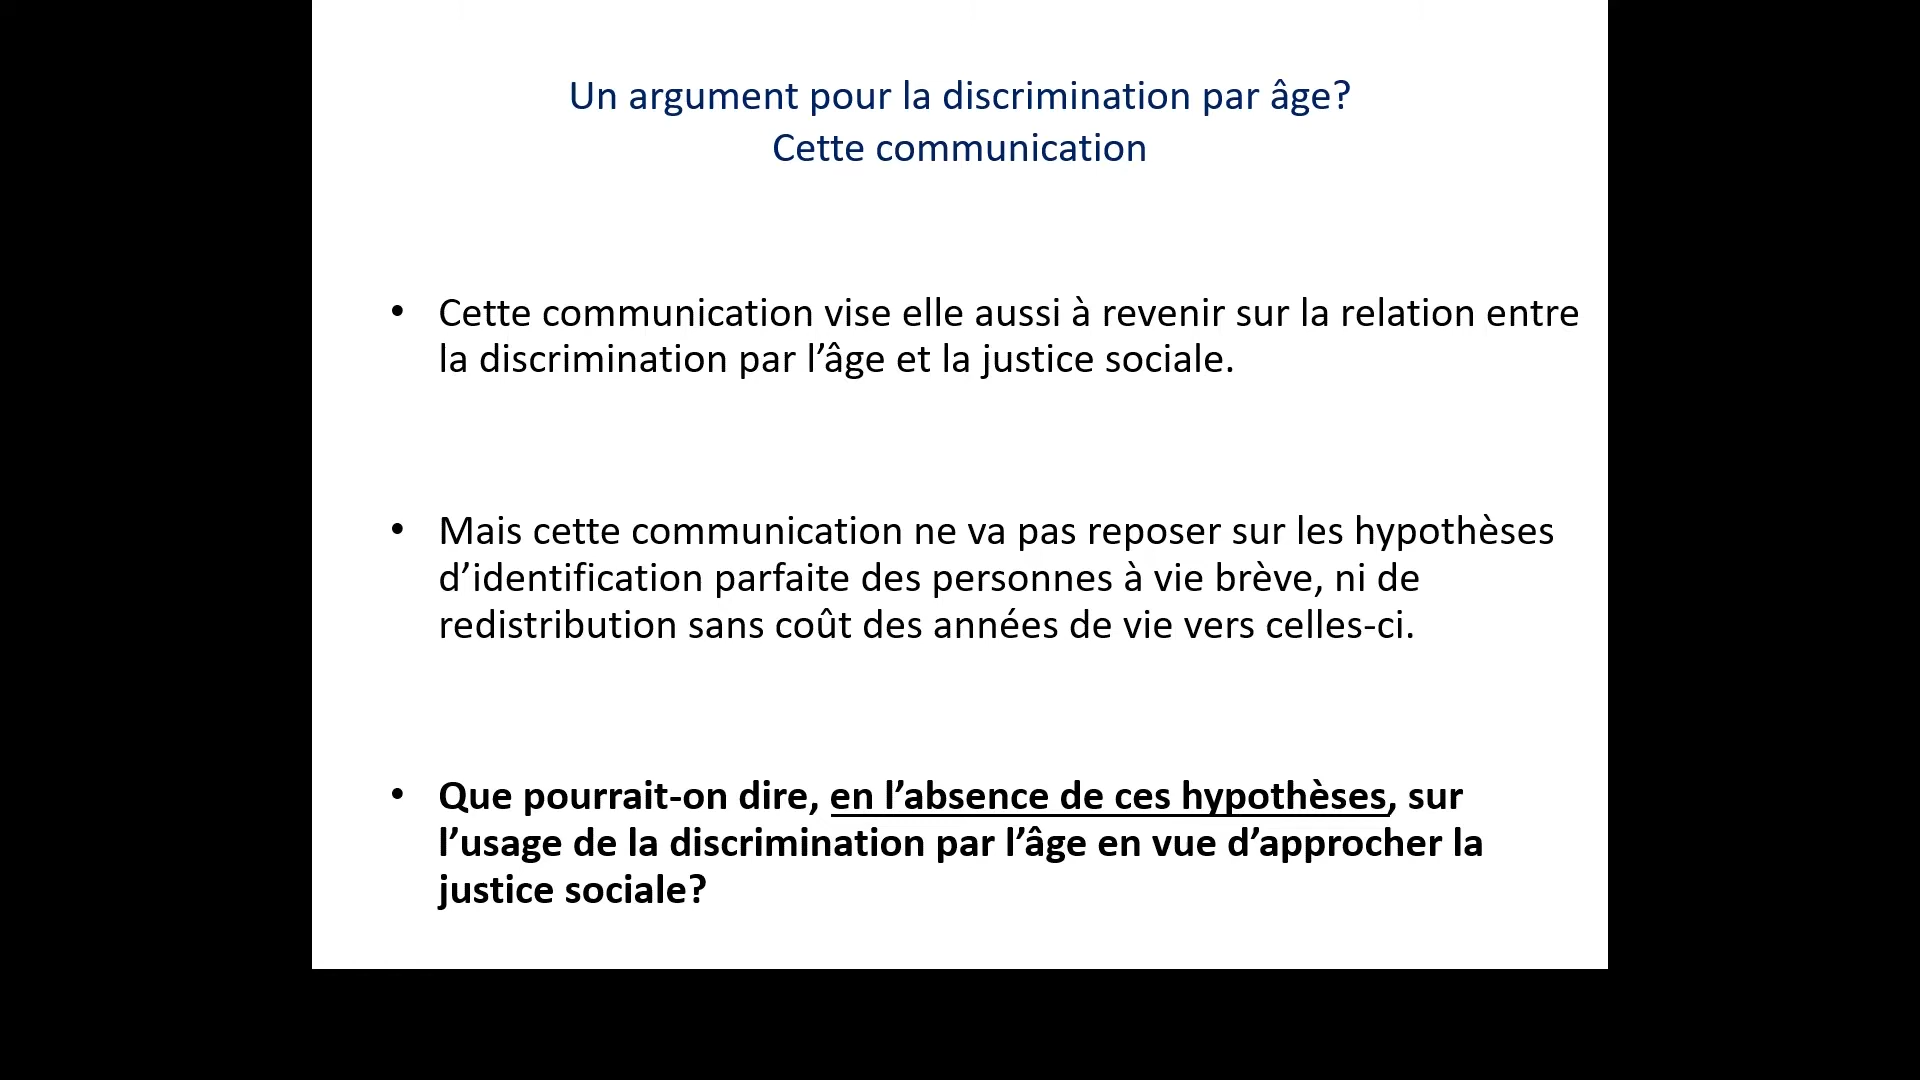 Un argument pour la discrimination par âge?
Cette communication
• Cette communication vise elle aussi à revenir sur la relation entre
la discrimination par l’âge et la justice sociale.
• Mais cette communication ne va pas reposer sur les hypothèses
d’identification parfaite des personnes à vie brève, ni de
redistribution sans coût des années de vie vers celles-ci.
• Que pourrait-on dire, en l’absence de ces hypothèses, sur
l’usage de la discrimination par l’âge en vue d’approcher la
justice sociale?